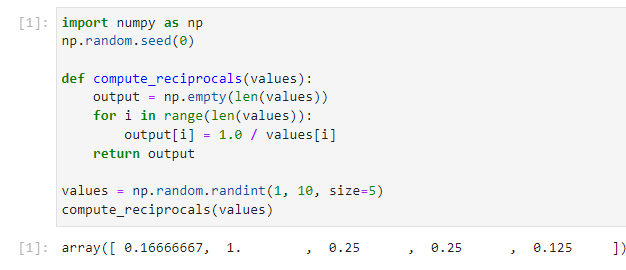 [1]: import numpy as np
np.random.seed(0)
def compute_reciprocals(values):
    output = np.empty(len(values))
    for i in range(len(values)):
        output[i] = 1.0 / values[i]
    return output
values = np.random.randint(1, 10, size=5)
compute_reciprocals(values)
[1]: array([ 0.16666667,  1.        ,  0.25      ,  0.25      ,  0.125     ])